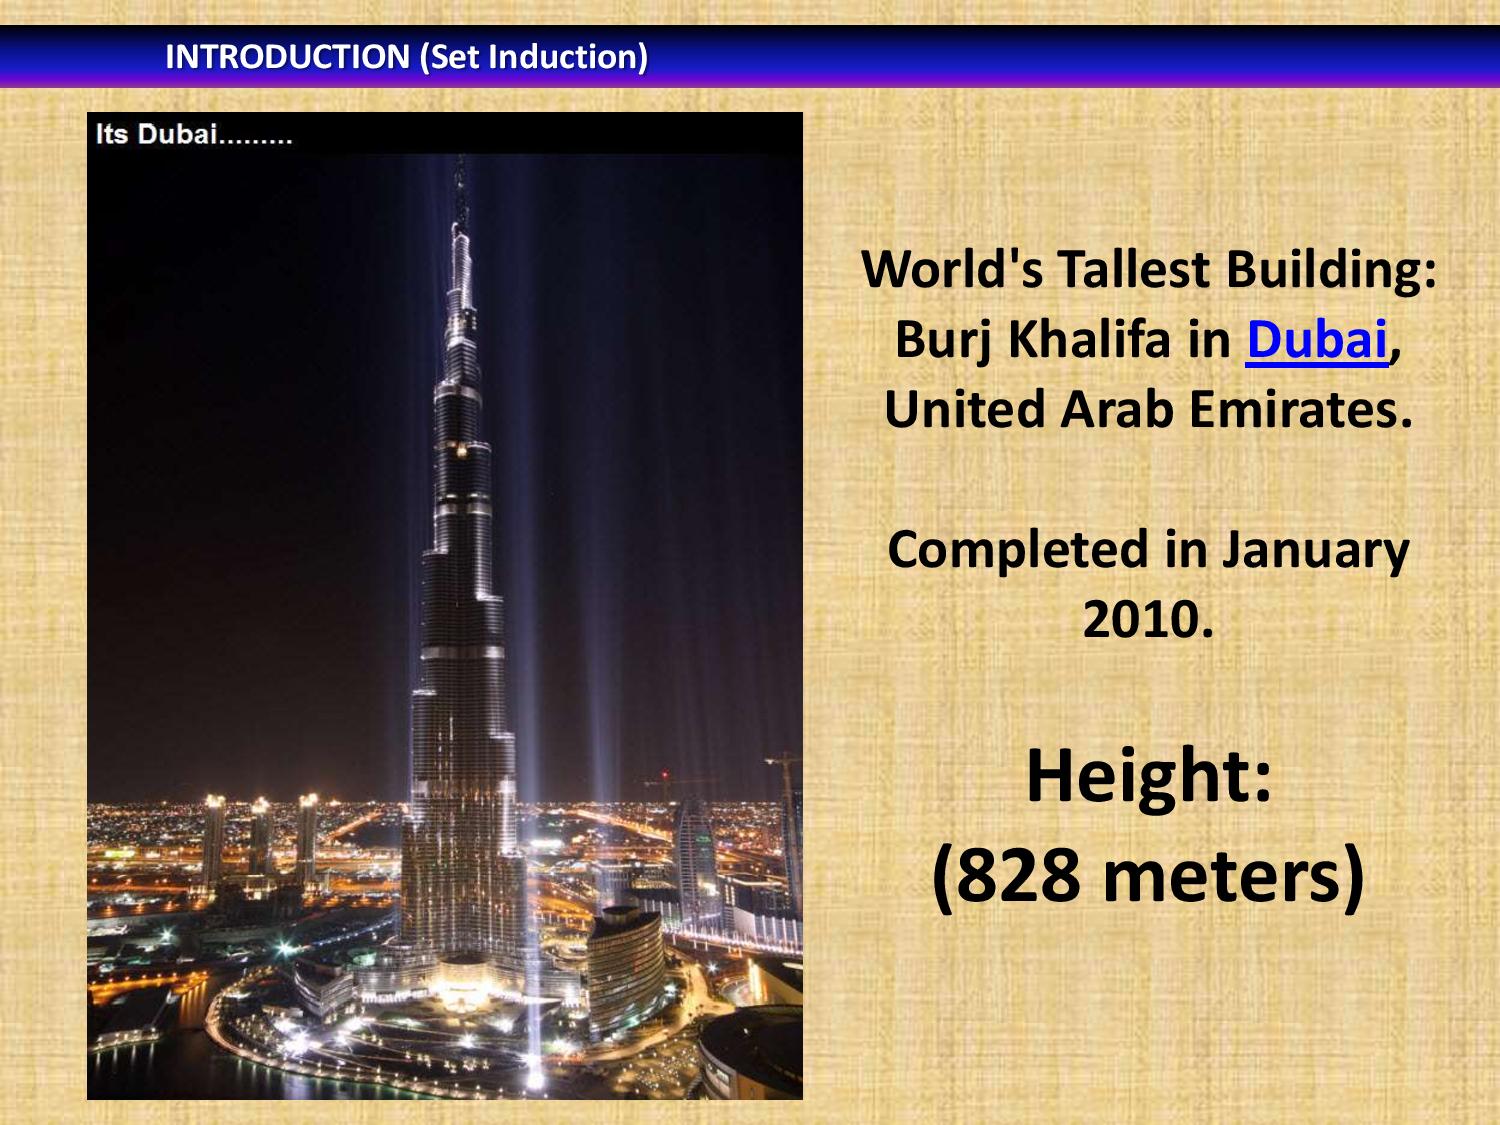 INTRODUCTION (Set Induction)
Its Dubai.........
World's Tallest Building:
Burj Khalifa in Dubai,
United Arab Emirates.
Completed in January
2010.
Height:
(828 meters)